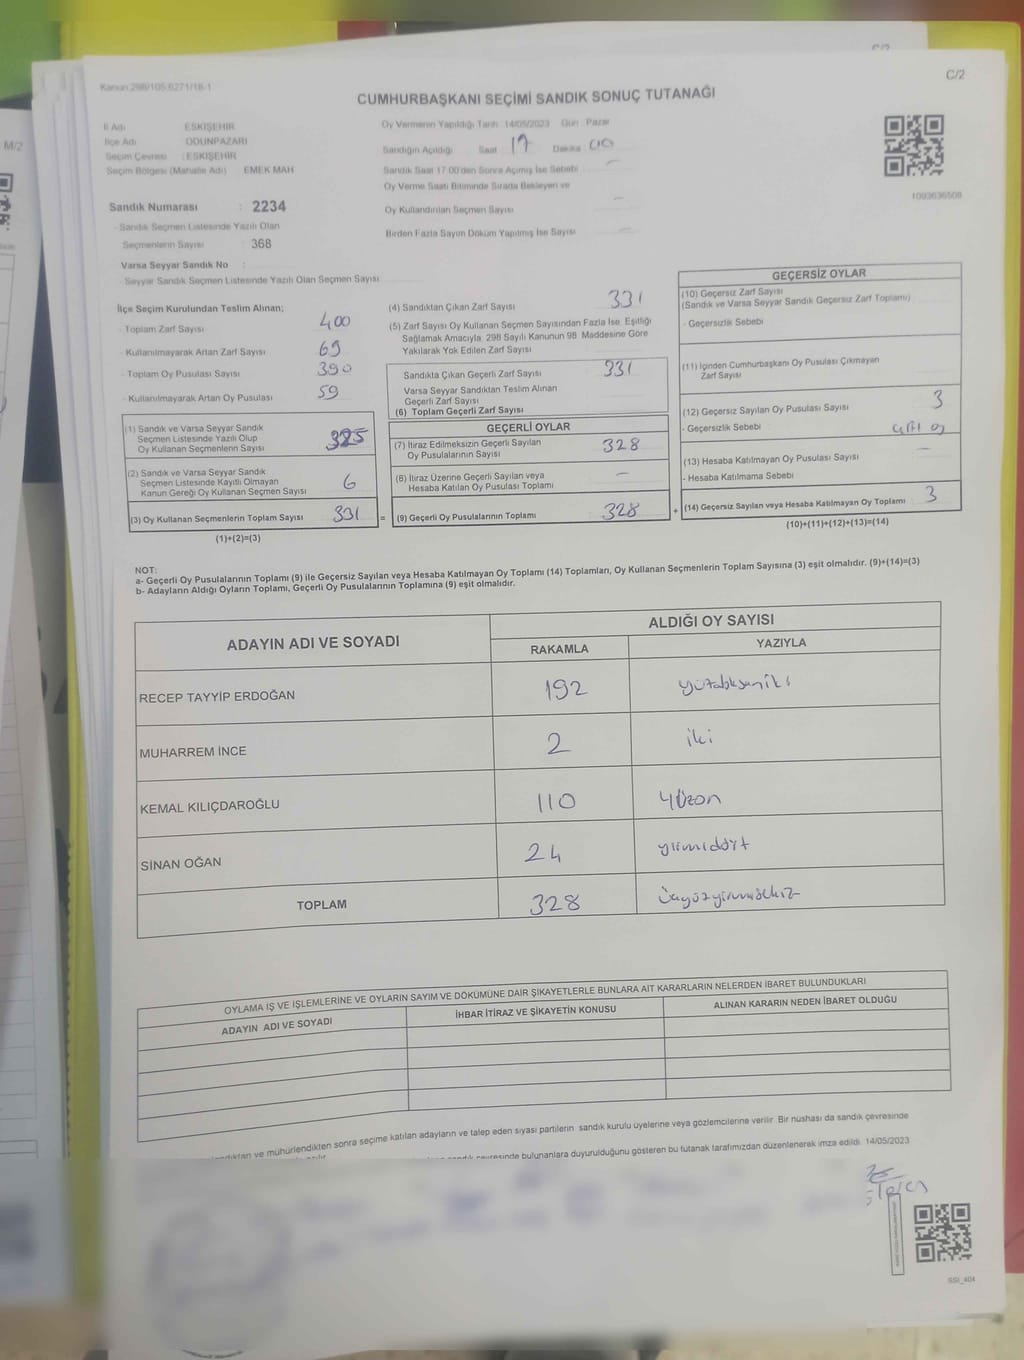 C/2
C/2
M/2
Kanun:298/105.6271/18-1
CUMHURBAŞKANI SEÇİMİ SANDIK SONUÇ TUTANAĞI
İl Adı : ESKİŞEHİR
İlçe Adı : ODUNPAZARI
Seçim Çevresi : ESKİŞEHİR
Seçim Bölgesi (Mahalle Adı) EMEK MAH
Sandık Numarası : 2234
- Sandık Seçmen Listesinde Yazılı Olan
Seçmenlerin Sayısı : 368
Varsa Seyyar Sandık No :
- Seyyar Sandık Seçmen Listesinde Yazılı Olan Seçmen Sayısı
Oy Vermenin Yapıldığı Tarih 14/05/2023 Gün Pazar
Sandığın Açıldığı Saat 17 Dakika 00
Sandık Saat 17:00'den Sonra Açılmış İse Sebebi
Oy Verme Saati Bitiminde Sırada Bekleyen ve
Oy Kullandırılan Seçmen Sayısı
Birden Fazla Sayım Döküm Yapılmış İse Sayısı
1093636508
İlçe Seçim Kurulundan Teslim Alınan;
- Toplam Zarf Sayısı 400
- Kullanılmayarak Artan Zarf Sayısı 69
- Toplam Oy Pusulası Sayısı 390
- Kullanılmayarak Artan Oy Pusulası 59
(1) Sandık ve Varsa Seyyar Sandık
Seçmen Listesinde Yazılı Olup
Oy Kullanan Seçmenlerin Sayısı 325
(2) Sandık ve Varsa Seyyar Sandık
Seçmen Listesinde Kayıtlı Olmayan
Kanun Gereği Oy Kullanan Seçmen Sayısı 6
(3) Oy Kullanan Seçmenlerin Toplam Sayısı 331 =
(1)+(2)=(3)
(4) Sandıktan Çıkan Zarf Sayısı 331
(5) Zarf Sayısı Oy Kullanan Seçmen Sayısından Fazla İse, Eşitliği
Sağlamak Amacıyla, 298 Sayılı Kanunun 98. Maddesine Göre
Yakılarak Yok Edilen Zarf Sayısı
Sandıkta Çıkan Geçerli Zarf Sayısı 331
Varsa Seyyar Sandıktan Teslim Alınan
Geçerli Zarf Sayısı
(6) Toplam Geçerli Zarf Sayısı
GEÇERLİ OYLAR
(7) İtiraz Edilmeksizin Geçerli Sayılan
Oy Pusulalarının Sayısı 328
(8) İtiraz Üzerine Geçerli Sayılan veya
Hesaba Katılan Oy Pusulası Toplamı -
(9) Geçerli Oy Pusulalarının Toplamı 328 +
GEÇERSİZ OYLAR
(10) Geçersiz Zarf Sayısı
(Sandık ve Varsa Seyyar Sandık Geçersiz Zarf Toplamı)
- Geçersizlik Sebebi
(11) İçinden Cumhurbaşkanı Oy Pusulası Çıkmayan
Zarf Sayısı
(12) Geçersiz Sayılan Oy Pusulası Sayısı 3
- Geçersizlik Sebebi
(13) Hesaba Katılmayan Oy Pusulası Sayısı -
- Hesaba Katılmama Sebebi
(14) Geçersiz Sayılan veya Hesaba Katılmayan Oy Toplamı 3
(10)+(11)+(12)+(13)=(14)
NOT:
a- Geçerli Oy Pusulalarının Toplamı (9) ile Geçersiz Sayılan veya Hesaba Katılmayan Oy Toplamı (14) Toplamları, Oy Kullanan Seçmenlerin Toplam Sayısına (3) eşit olmalıdır. (9)+(14)=(3)
b- Adayların Aldığı Oyların Toplamı, Geçerli Oy Pusulalarının Toplamına (9) eşit olmalıdır.
ADAYIN ADI VE SOYADI
ALDIĞI OY SAYISI
RAKAMLA YAZIYLA
RECEP TAYYİP ERDOĞAN 192 yüzdoksaniki
MUHARREM İNCE 2 iki
KEMAL KILIÇDAROĞLU 110 yüzon
SİNAN OĞAN 24 yirmidört
TOPLAM 328 üçyüzyirmisekiz
OYLAMA İŞ VE İŞLEMLERİNE VE OYLARIN SAYIM VE DÖKÜMÜNE DAİR ŞİKAYETLERLE BUNLARA AİT KARARLARIN NELERDEN İBARET BULUNDUKLARI
ADAYIN ADI VE SOYADI İHBAR İTİRAZ VE ŞİKAYETİN KONUSU ALINAN KARARIN NEDEN İBARET OLDUĞU
ve mühürlendikten sonra seçime katılan adayların ve talep eden siyasi partilerin sandık kurulu üyelerine veya gözlemcilerine verilir. Bir nüshası da sandık çevresinde
bulunanlara duyurulduğunu gösteren bu tutanak tarafımızdan düzenlenerek imza edildi. 14/05/2023
SSI_404